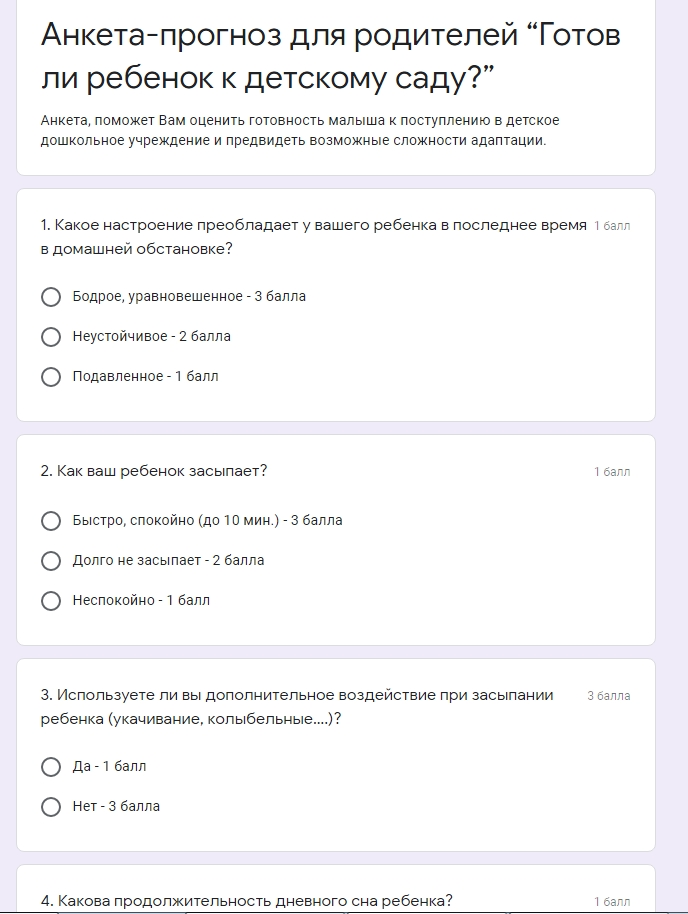 Анкета-прогноз для родителей “Готов
ли ребенок к детскому саду?”
Анкета, поможет Вам оценить готовность малыша к поступлению в детское
дошкольное учреждение и предвидеть возможные сложности адаптации.
1. Какое настроение преобладает у вашего ребенка в последнее время 1 балл
в домашней обстановке?
Бодрое, уравновешенное - 3 балла
Неустойчивое - 2 балла
Подавленное - 1 балл
2. Как ваш ребенок засыпает? 1 балл
Быстро, спокойно (до 10 мин.) - 3 балла
Долго не засыпает - 2 балла
Неспокойно - 1 балл
3. Используете ли вы дополнительное воздействие при засыпании 3 балла
ребенка (укачивание, колыбельные....)?
Да - 1 балл
Нет - 3 балла
4. Какова продолжительность дневного сна ребенка? 1 балл